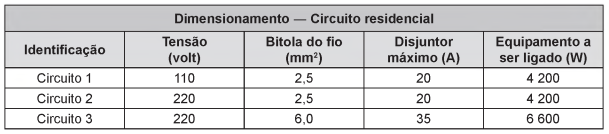 Dimensionamento — Circuito residencial
Identificação Tensão (volt) Bitola do fio (mm²) Disjuntor máximo (A) Equipamento a ser ligado (W)
Circuito 1 110 2,5 20 4 200
Circuito 2 220 2,5 20 4 200
Circuito 3 220 6,0 35 6 600